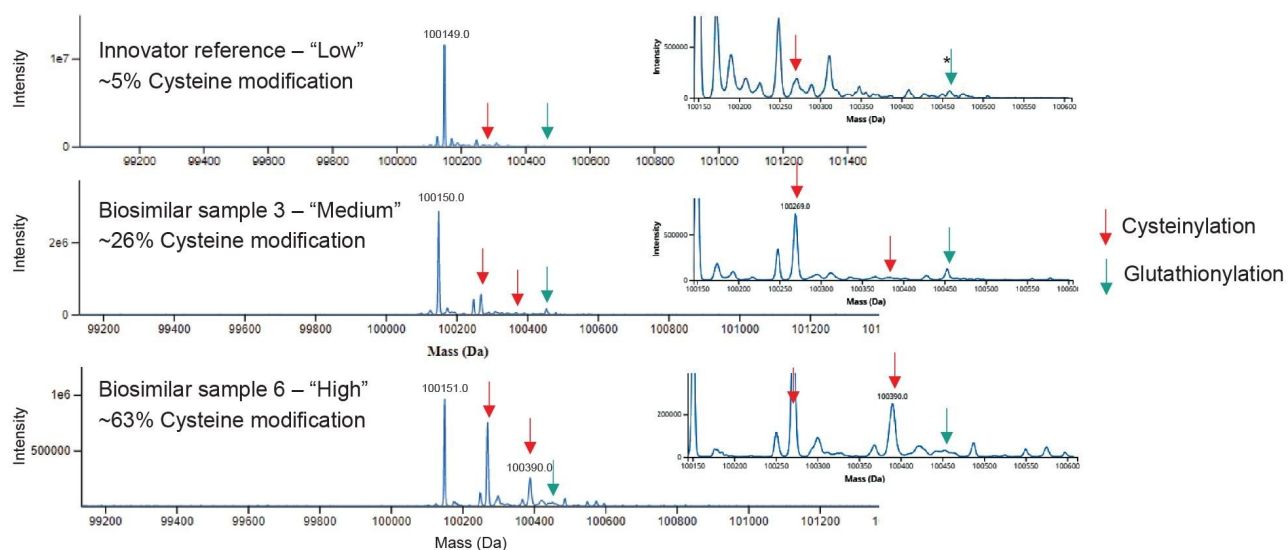 Innovator reference – “Low”
~5% Cysteine modification
100149.0
Intensity
1e7
0
99200 99400 99600 99800 100000 100200 100400 100600 100800 101000 101200 101400
Intensity
500000
0
*
100150 100200 100250 100300 100350 100400 100450 100500 100550 100600
Mass (Da)
Biosimilar sample 3 – “Medium”
~26% Cysteine modification
100150.0
Intensity
2e6
0
99200 99400 99600 99800 100000 100200 100400 100600 100800 101000 101200 101
Mass (Da)
100269.0
Intensity
500000
0
100150 100200 100250 100300 100350 100400 100450 100500 100550 100600
Mass (Da)
Cysteinylation
Glutathionylation
Biosimilar sample 6 – “High”
~63% Cysteine modification
100151.0
100390.0
Intensity
1e6
500000
99200 99400 99600 99800 100000 100200 100400 100600 100800 101000 101200 1
Mass (Da)
100390.0
Intensity
200000
0
100150 100200 100250 100300 100350 100400 100450 100500 100550 100600
Mass (Da)